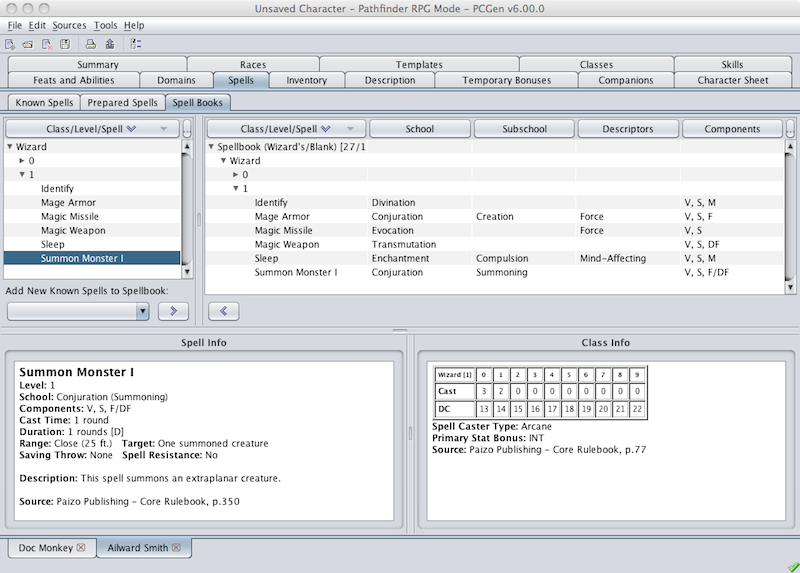 Unsaved Character - Pathfinder RPG Mode - PCGen v6.00.0
File Edit Sources Tools Help
Summary Races Templates Classes Skills
Feats and Abilities Domains Spells Inventory Description Temporary Bonuses Companions Character Sheet
Known Spells Prepared Spells Spell Books
Class/Level/Spell ...
Wizard
0
1
Identify
Mage Armor
Magic Missile
Magic Weapon
Sleep
Summon Monster I
Add New Known Spells to Spellbook:
Class/Level/Spell School Subschool Descriptors Components ...
Spellbook (Wizard's/Blank) [27/1
Wizard
0
1
Identify Divination V, S, M
Mage Armor Conjuration Creation Force V, S, F
Magic Missile Evocation Force V, S
Magic Weapon Transmutation V, S, DF
Sleep Enchantment Compulsion Mind-Affecting V, S, M
Summon Monster I Conjuration Summoning V, S, F/DF
Spell Info
Summon Monster I
Level: 1
School: Conjuration (Summoning)
Components: V, S, F/DF
Cast Time: 1 round
Duration: 1 rounds [D]
Range: Close (25 ft.) Target: One summoned creature
Saving Throw: None Spell Resistance: No
Description: This spell summons an extraplanar creature.
Source: Paizo Publishing - Core Rulebook, p.350
Class Info
Wizard [1] 0 1 2 3 4 5 6 7 8 9
Cast 3 2 0 0 0 0 0 0 0 0
DC 13 14 15 16 17 18 19 20 21 22
Spell Caster Type: Arcane
Primary Stat Bonus: INT
Source: Paizo Publishing - Core Rulebook, p.77
Doc Monkey Ailward Smith